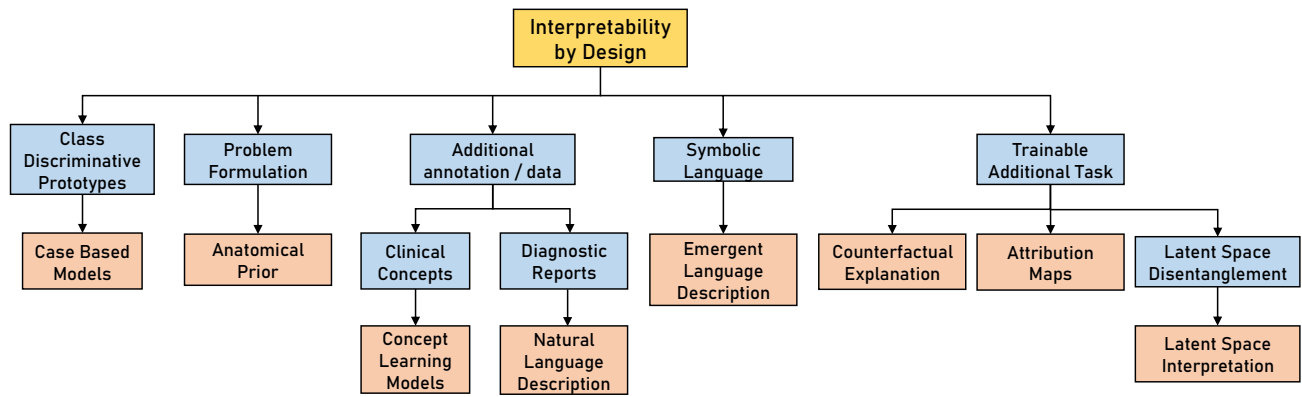 Interpretability
by Design
Class
Discriminative
Prototypes
Problem
Formulation
Additional
annotation / data
Symbolic
Language
Trainable
Additional Task
Case Based
Models
Anatomical
Prior
Clinical
Concepts
Diagnostic
Reports
Emergent
Language
Description
Counterfactual
Explanation
Attribution
Maps
Latent Space
Disentanglement
Concept
Learning
Models
Natural
Language
Description
Latent Space
Interpretation